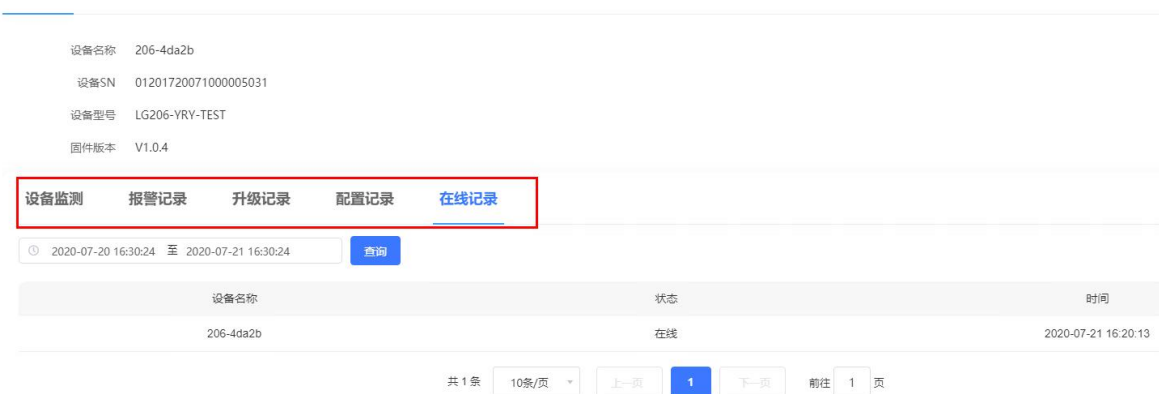 设备名称 206-4da2b
设备SN 01201720071000005031
设备型号 LG206-YRY-TEST
固件版本 V1.0.4
设备监测 报警记录 升级记录 配置记录 在线记录
2020-07-20 16:30:24 至 2020-07-21 16:30:24 查询
设备名称 状态 时间
206-4da2b 在线 2020-07-21 16:20:13
共 1 条 10条/页 上一页 1 下一页 前往 1 页